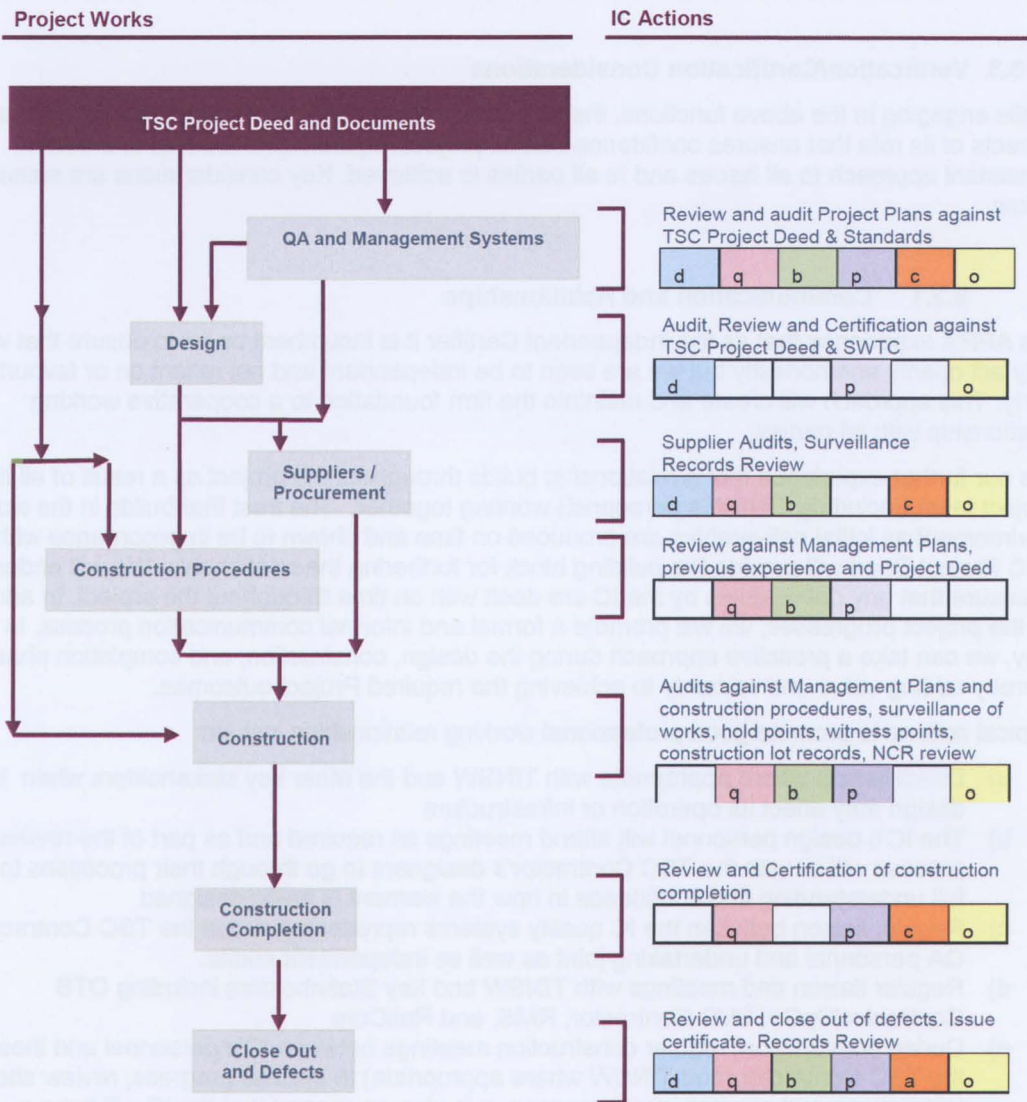 Project Works
IC Actions
TSC Project Deed and Documents
QA and Management Systems
Review and audit Project Plans against
TSC Project Deed & Standards
d q b p c o
Design
Audit, Review and Certification against
TSC Project Deed & SWTC
d p o
Suppliers /
Procurement
Supplier Audits, Surveillance
Records Review
d q b p o
Construction Procedures
Review against Management Plans,
previous experience and Project Deed
q b p
Construction
Audits against Management Plans and
construction procedures, surveillance of
works, hold points, witness points,
construction lot records, NCR review
q b p o
Construction
Completion
Review and Certification of construction
completion
q p c o
Close Out
and Defects
Review and close out of defects. Issue
certificate. Records Review
d q b p a o